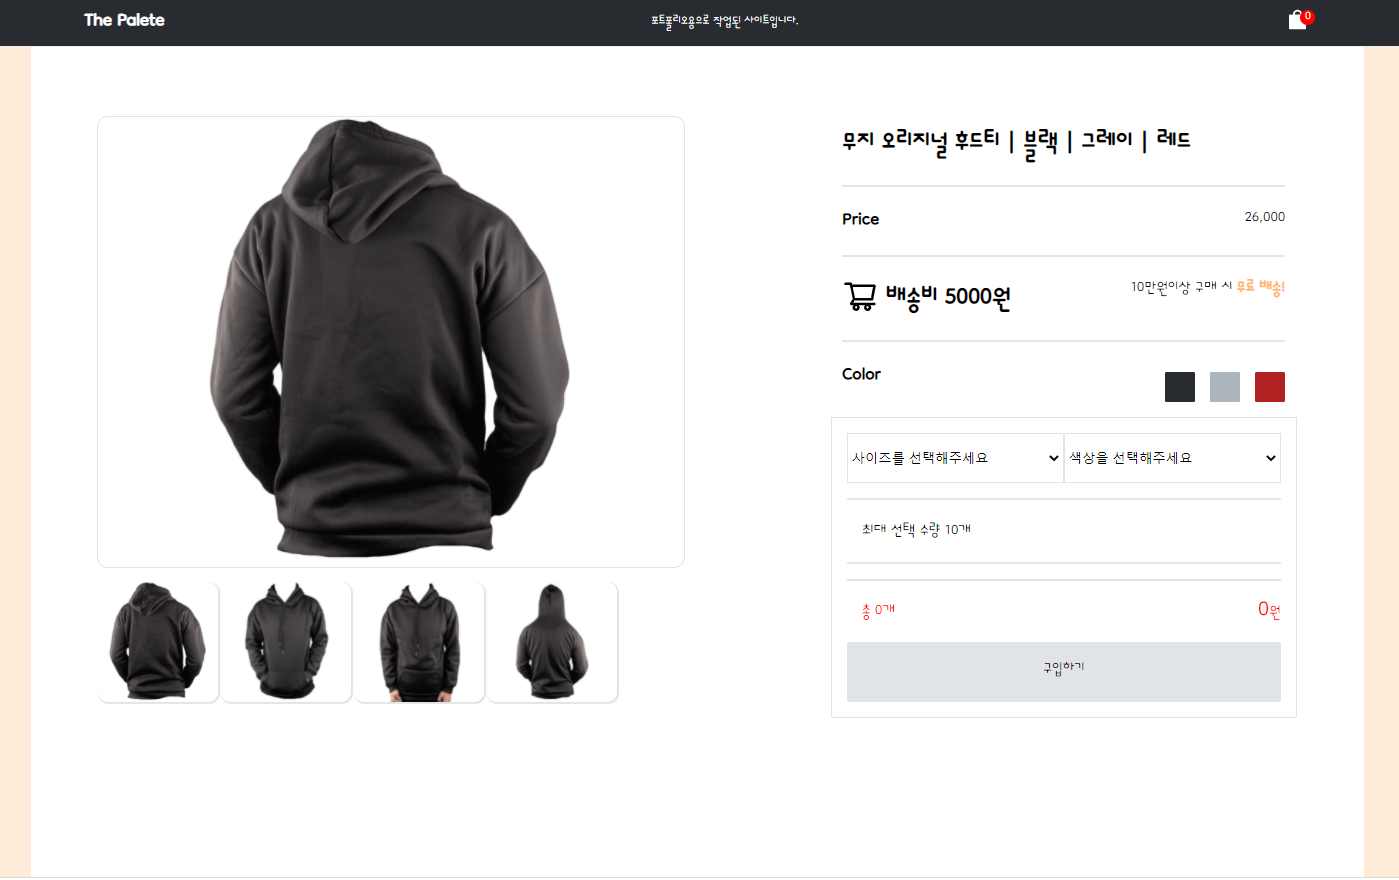 The Palete
포트폴리오용으로 작업된 사이트입니다.
0
무지 오리지널 후드티 | 블랙 | 그레이 | 레드
Price
26,000
배송비 5000원
10만원이상 구매 시 무료 배송!
Color
사이즈를 선택해주세요
색상을 선택해주세요
최대 선택 수량 10개
총 0개
0원
구입하기